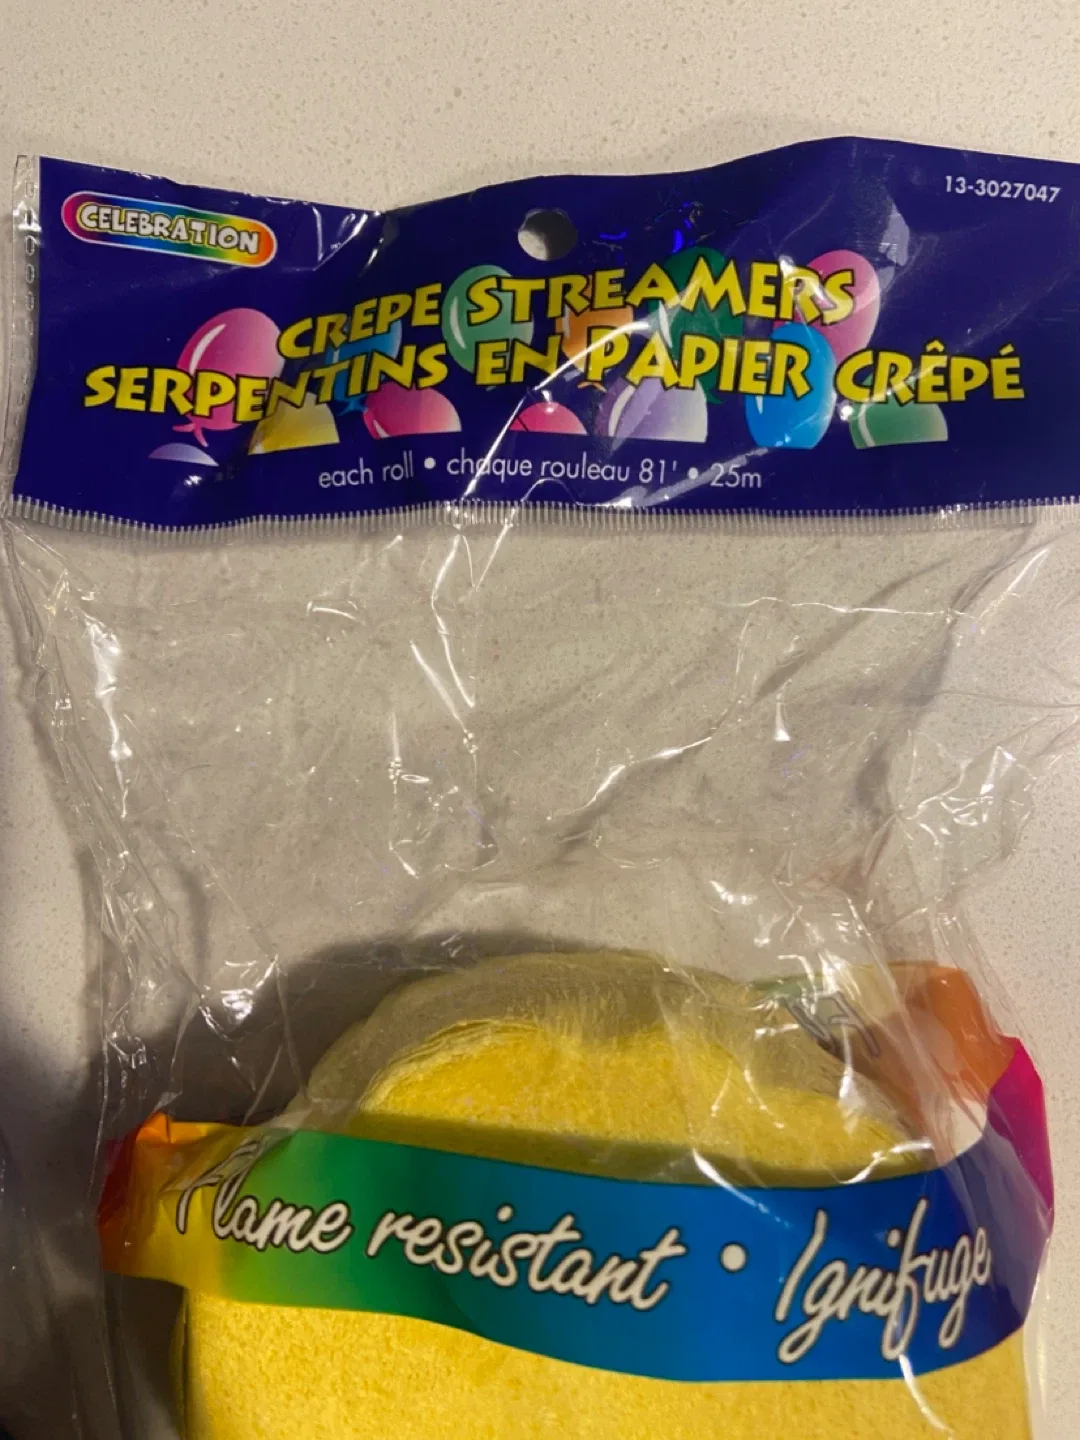 13-3027047
CELEBRATION
CREPE STREAMERS
SERPENTINS EN PAPIER CRÊPÉ
each roll • chaque rouleau 81' • 25m
Flame resistant • Ignifuge